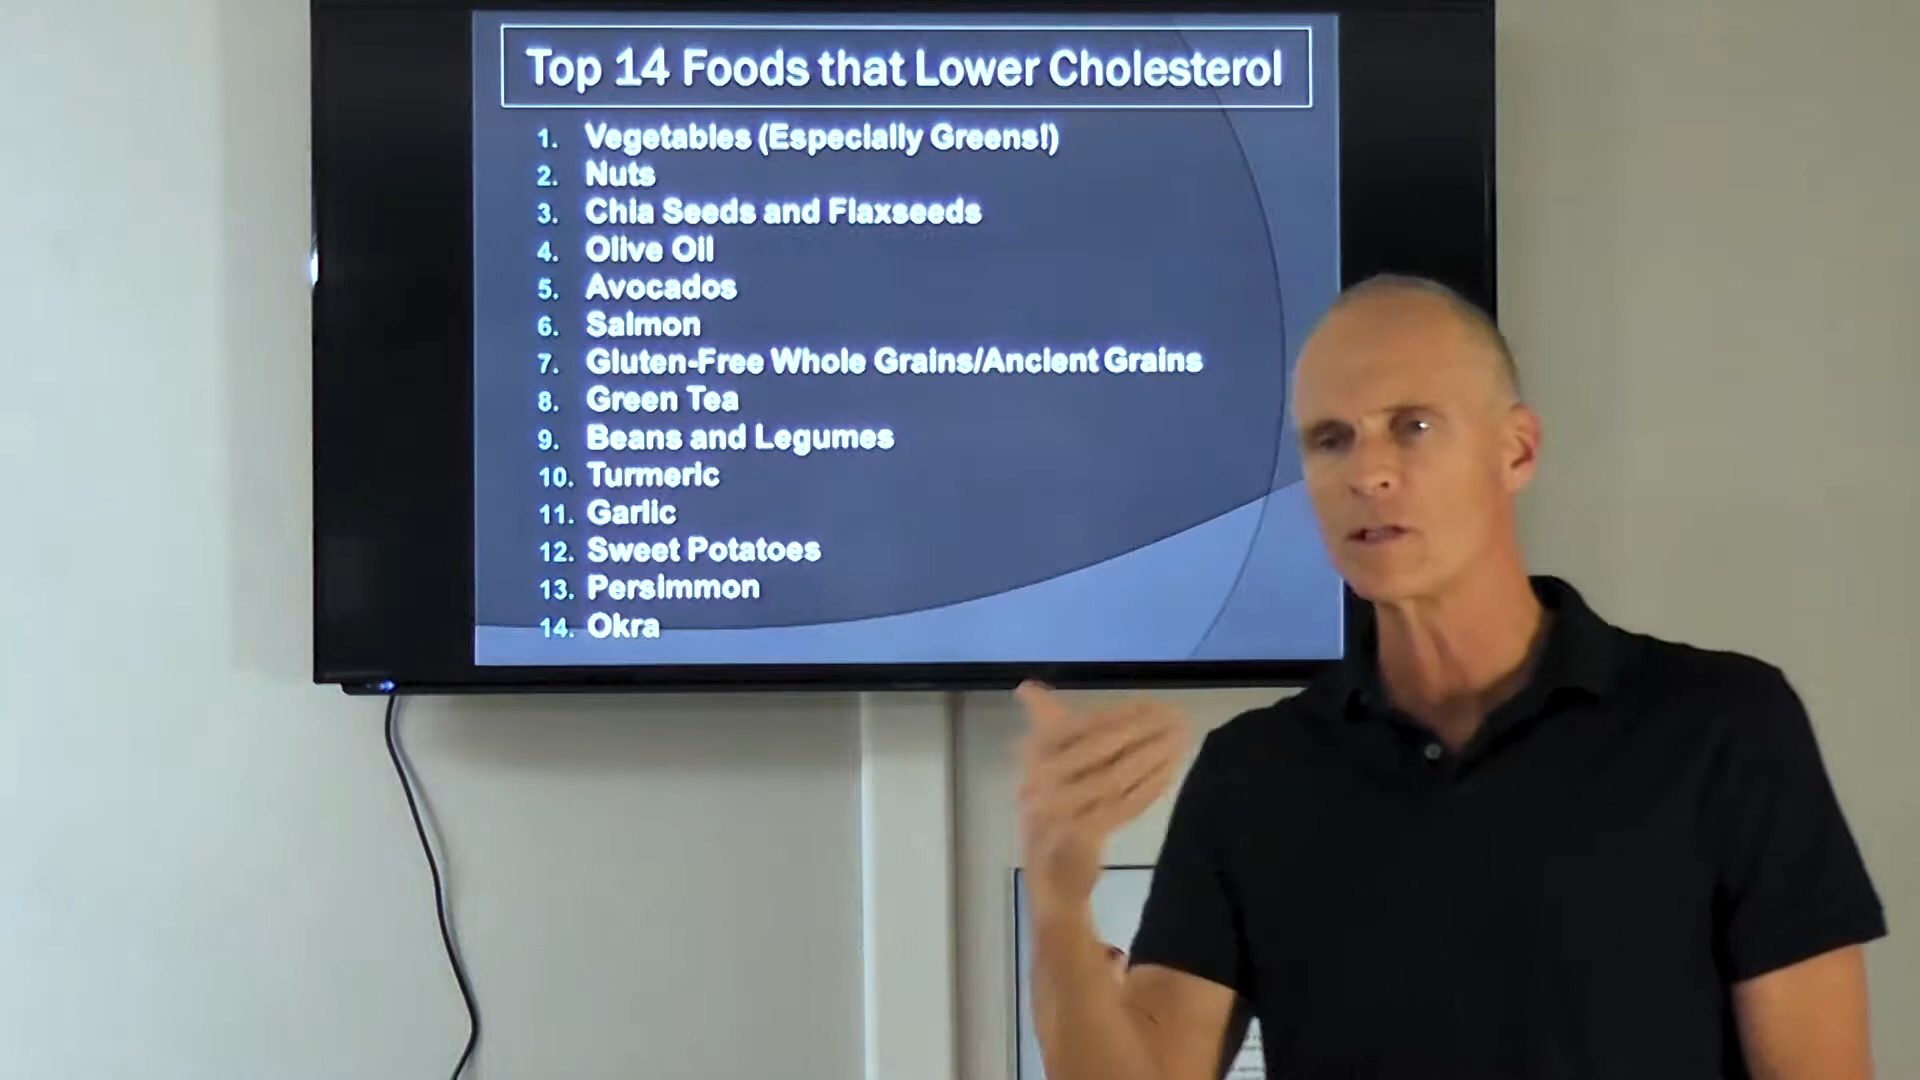 Top 14 Foods that Lower Cholesterol
1. Vegetables (Especially Greens!)
2. Nuts
3. Chia Seeds and Flaxseeds
4. Olive Oil
5. Avocados
6. Salmon
7. Gluten-Free Whole Grains/Ancient Grains
8. Green Tea
9. Beans and Legumes
10. Turmeric
11. Garlic
12. Sweet Potatoes
13. Persimmon
14. Okra